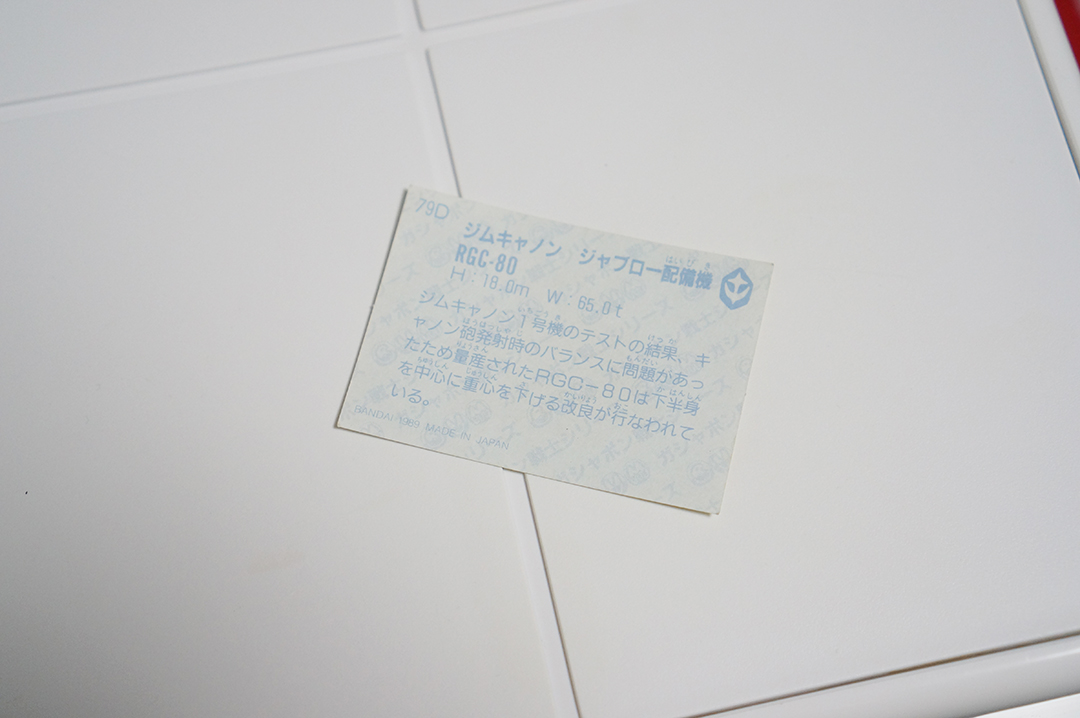 79D
ジムキャノン ジャブロー配備機
RGC-80
H:18.0m W:65.0t
ジムキャノン1号機のテストの結果、キ
ャノン砲発射時のバランスに問題があっ
たため量産されたRGC-80は下半身
を中心に重心を下げる改良が行なわれて
いる。
BANDAI 1989 MADE IN JAPAN